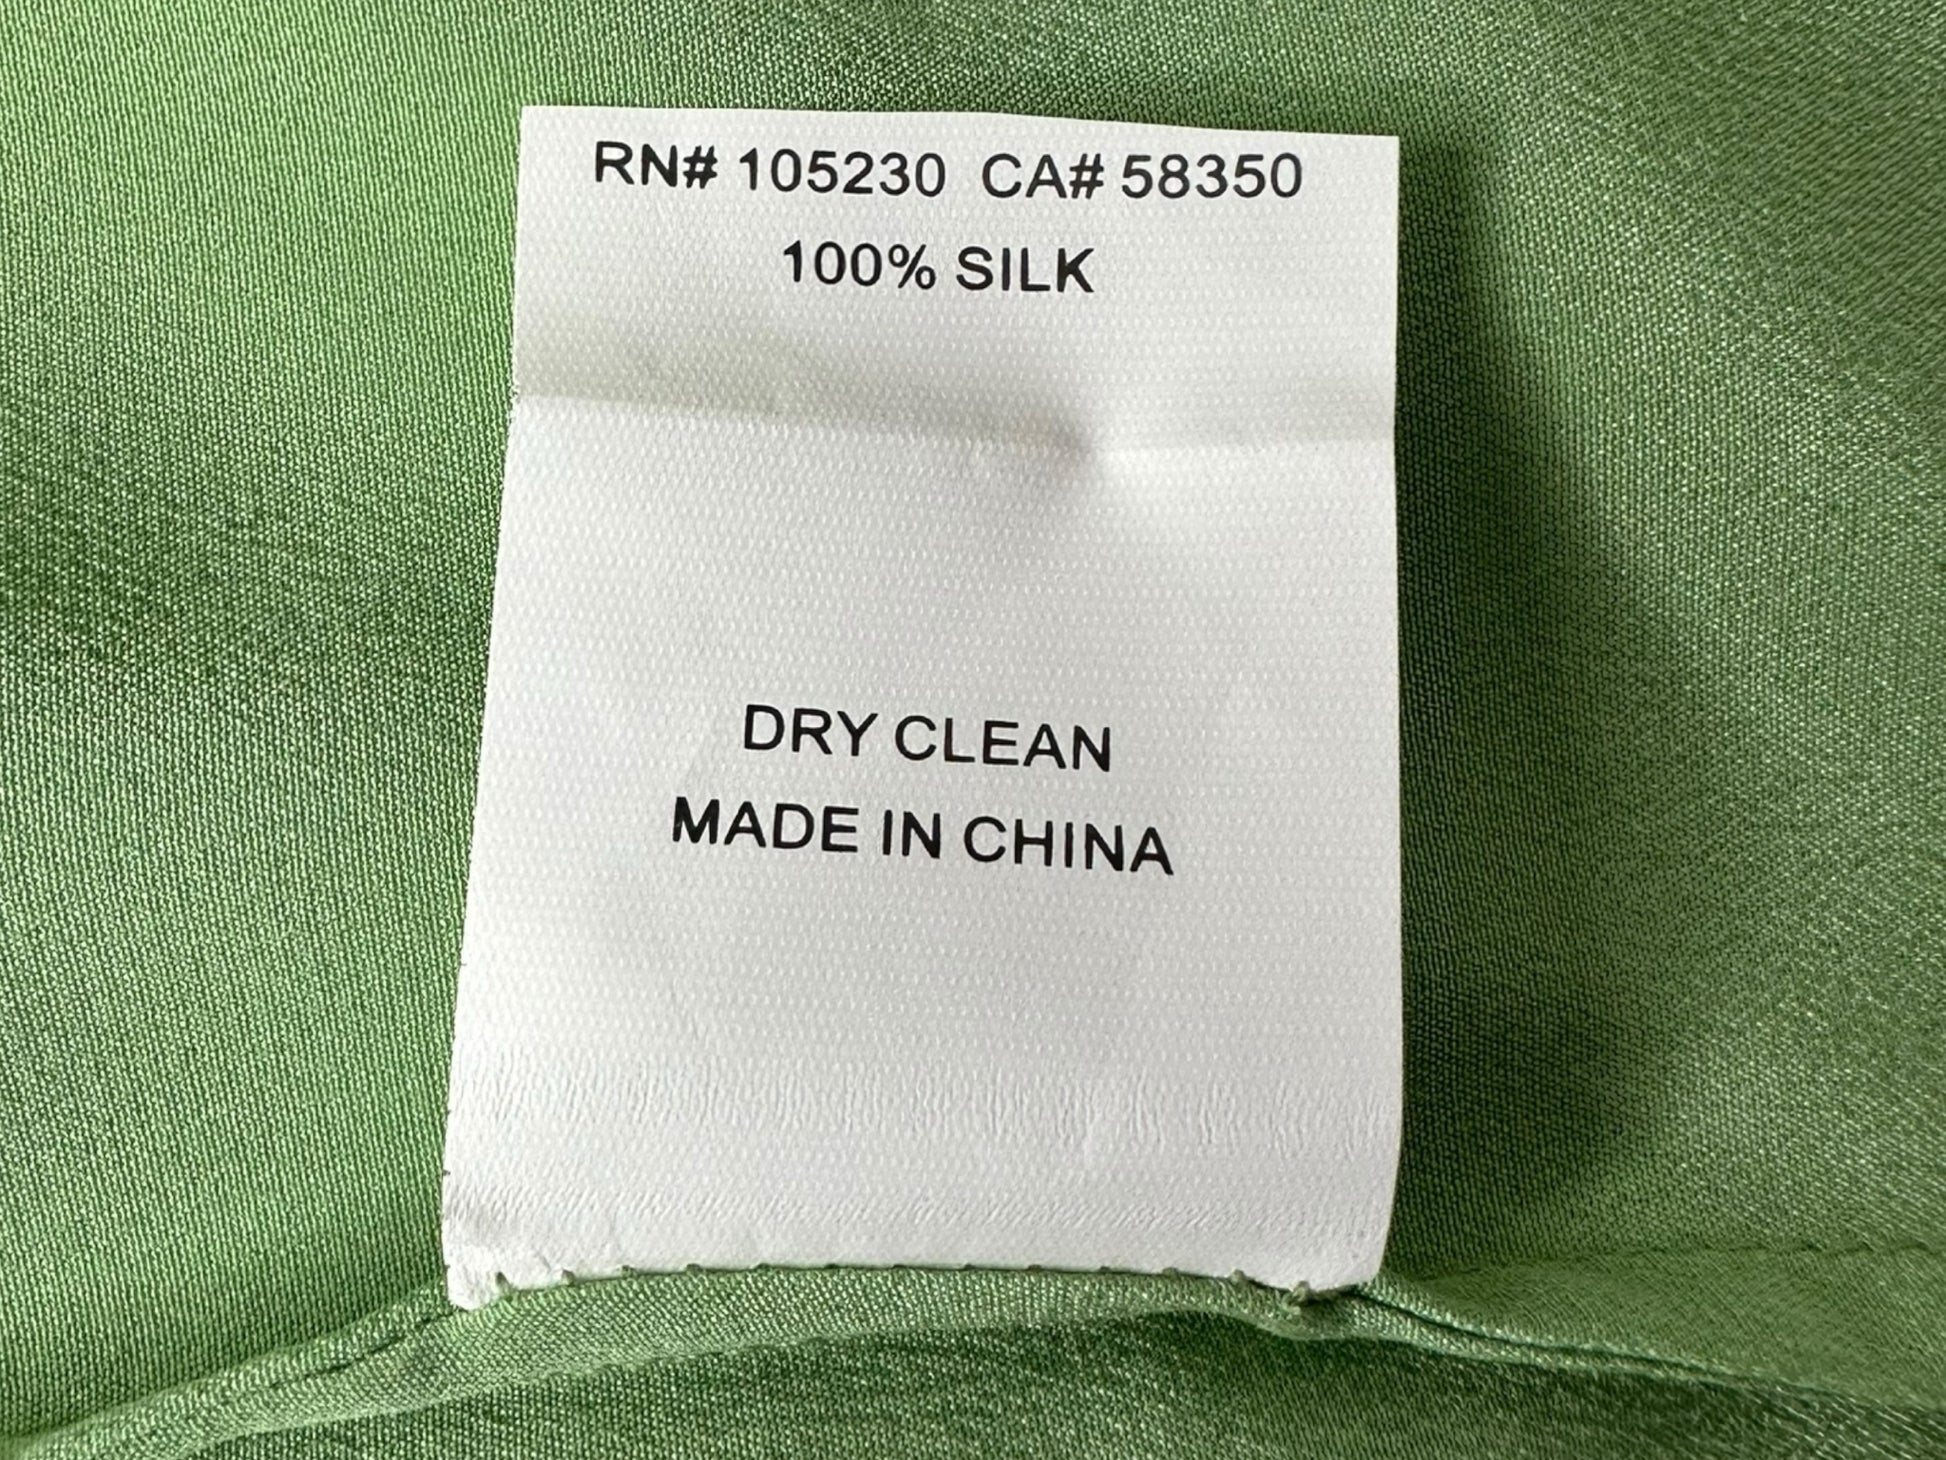 RN# 105230 CA# 58350
100% SILK
DRY CLEAN
MADE IN CHINA